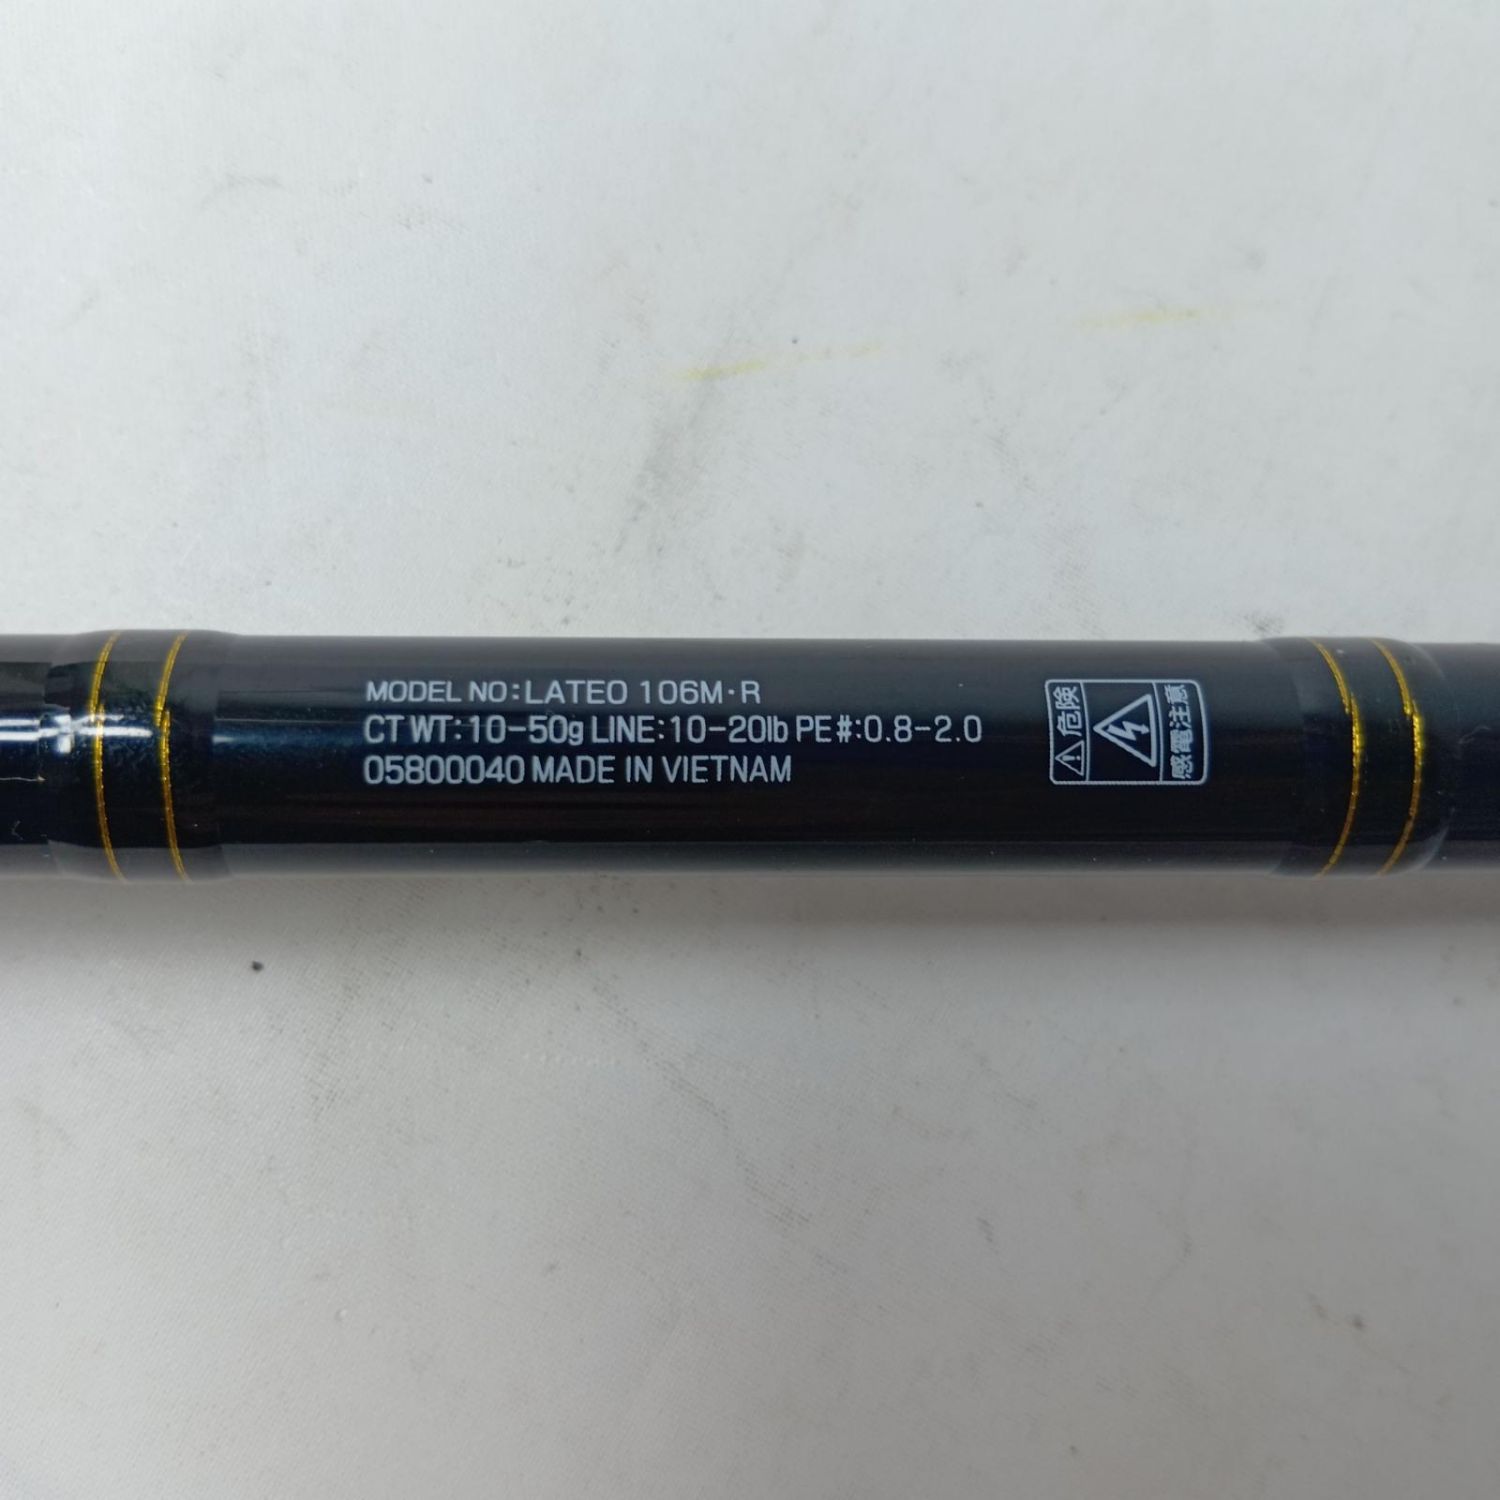 MODEL NO:LATEO 106M·R
CT WT:10-50g LINE:10-20lb PE#:0.8-2.0
05800040 MADE IN VIETNAM
危険
感電注意